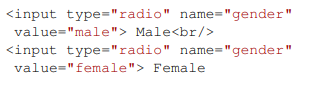 <input type="radio" name="gender"
value="male"> Male<br/>
<input type="radio" name="gender"
value="female"> Female